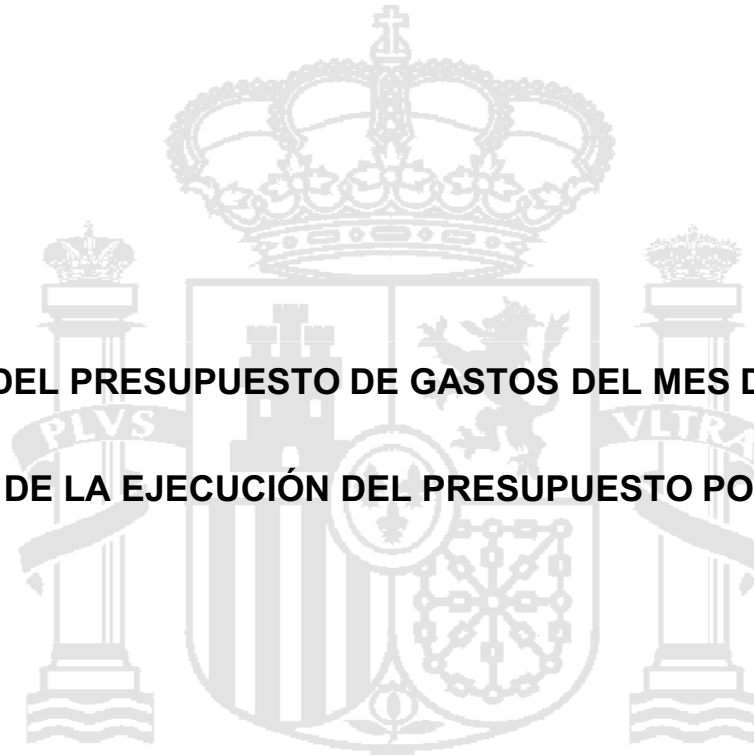 DEL PRESUPUESTO DE GASTOS DEL MES D
PLVS VLTRA
DE LA EJECUCIÓN DEL PRESUPUESTO PO